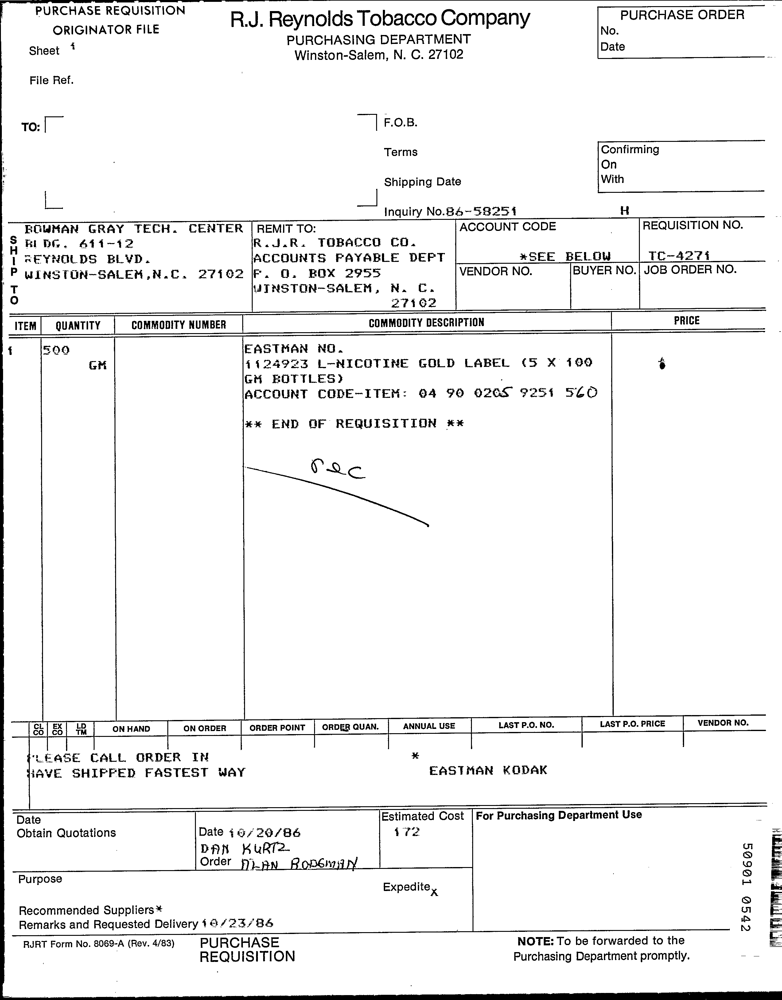 PURCHASE REQUISITION
ORIGINATOR FILE
Sheet 1
File Ref.
R.J. Reynolds Tobacco Company
PURCHASING DEPARTMENT
Winston-Salem, N. C. 27102
PURCHASE ORDER
No.
Date
TO:
F.O.B.
Terms
Shipping Date
Inquiry No.86-58251
Confirming
On
With
H
SHIP TO
BOWMAN GRAY TECH. CENTER
BLDG. 611-12
REYNOLDS BLVD.
WINSTON-SALEM,N.C. 27102
REMIT TO:
R.J.R. TOBACCO CO.
ACCOUNTS PAYABLE DEPT
P. O. BOX 2955
WINSTON-SALEM, N. C.
27102
ACCOUNT CODE
*SEE BELOW
REQUISITION NO.
TC-4271
VENDOR NO.
BUYER NO.
JOB ORDER NO.
ITEM QUANTITY COMMODITY NUMBER COMMODITY DESCRIPTION PRICE
1 500 EASTMAN NO.
GM 1124923 L-NICOTINE GOLD LABEL (5 X 100
GM BOTTLES)
ACCOUNT CODE-ITEM: 04 90 0205 9251 560
** END OF REQUISITION **
rec
CL CO EX CO LD TM ON HAND ON ORDER ORDER POINT ORDER QUAN. ANNUAL USE LAST P.O. NO. LAST P.O. PRICE VENDOR NO.
PLEASE CALL ORDER IN *
HAVE SHIPPED FASTEST WAY EASTMAN KODAK
Date
Obtain Quotations
Date 10/20/86
DAN KURTZ
Order ALAN RODGMAN
Estimated Cost
172
For Purchasing Department Use
Purpose
Expedite x
Recommended Suppliers*
Remarks and Requested Delivery 10/23/86
RJRT Form No. 8069-A (Rev. 4/83)
PURCHASE
REQUISITION
NOTE: To be forwarded to the
Purchasing Department promptly.
50901 0542